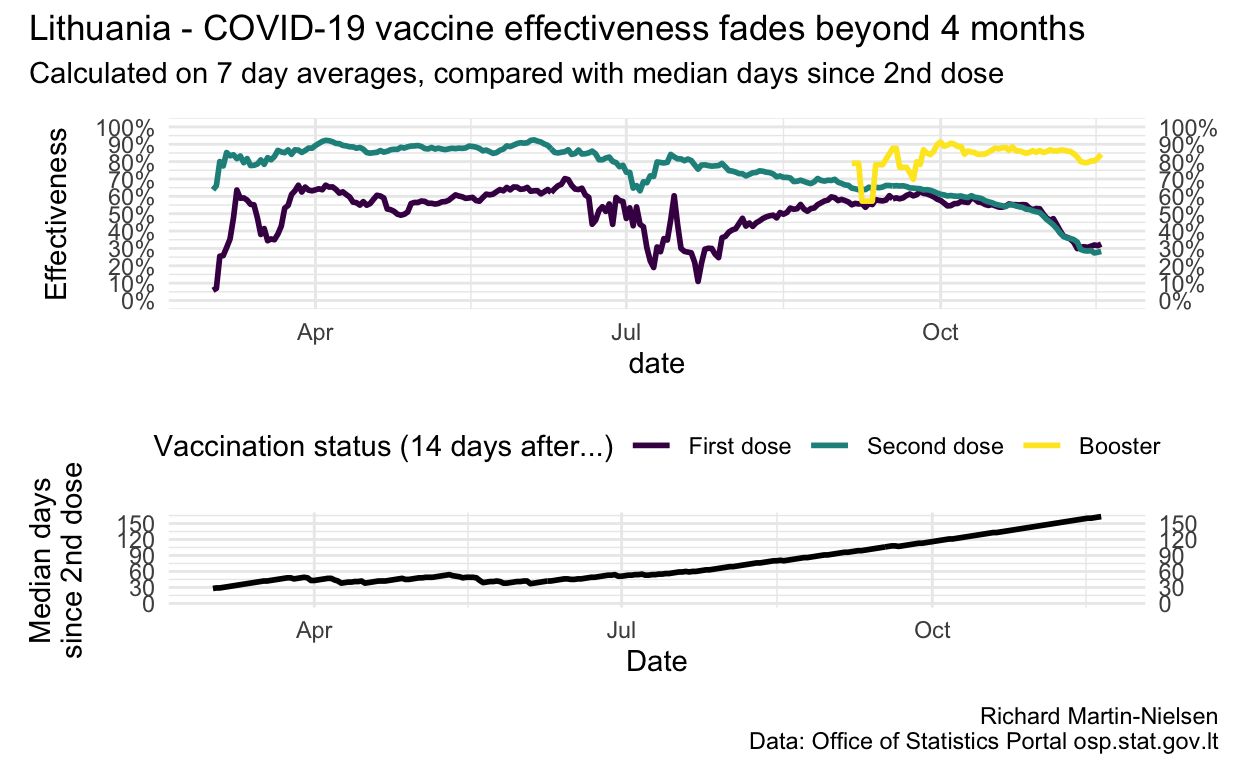 Lithuania - COVID-19 vaccine effectiveness fades beyond 4 months
Calculated on 7 day averages, compared with median days since 2nd dose
Effectiveness
100%
90%
80%
70%
60%
50%
40%
30%
20%
10%
0%
100%
90%
80%
70%
60%
50%
40%
30%
20%
10%
0%
Apr
Jul
Oct
date
Vaccination status (14 days after...)
First dose
Second dose
Booster
Median days
since 2nd dose
150
120
90
60
30
0
150
120
90
60
30
0
Apr
Jul
Oct
Date
Richard Martin-Nielsen
Data: Office of Statistics Portal osp.stat.gov.lt